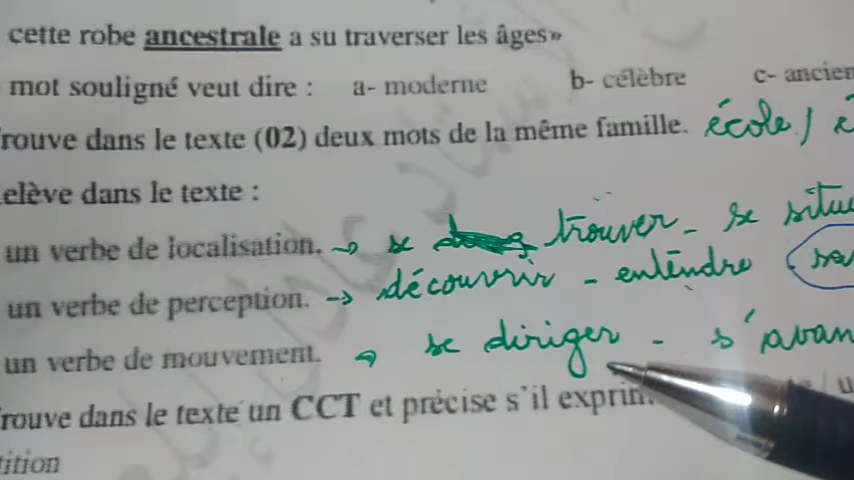 cette robe ancestrale a su traverser les âges»
mot souligné veut dire : a- moderne b- célèbre c- ancien
rouve dans le texte (02) deux mots de la même famille. école /
elève dans le texte :
un verbe de localisation. → se trouver - se situe
un verbe de perception. → découvrir - entendre
un verbe de mouvement. → se diriger - s'avan
rouve dans le texte un CCT et précise s'il exprim
tition